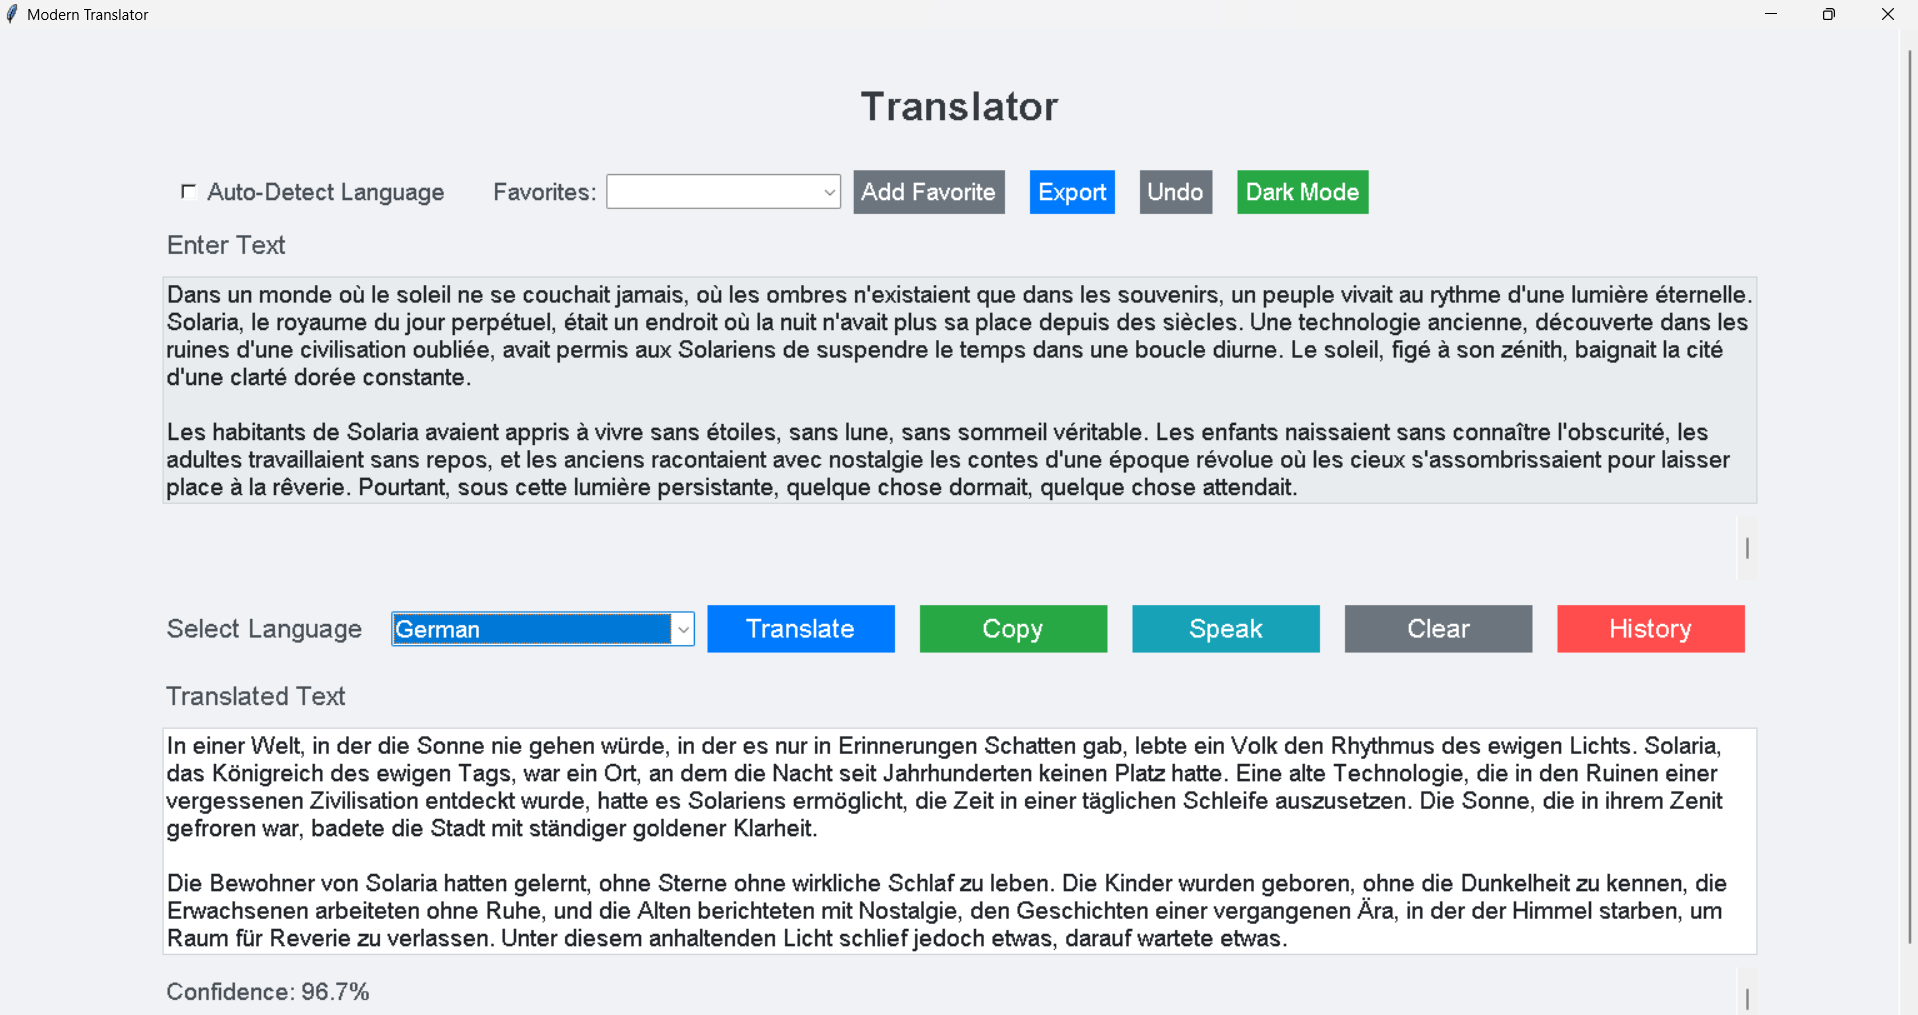 Modern Translator
Translator
Auto-Detect Language Favorites: Add Favorite Export Undo Dark Mode
Enter Text
Dans un monde où le soleil ne se couchait jamais, où les ombres n'existaient que dans les souvenirs, un peuple vivait au rythme d'une lumière éternelle.
Solaria, le royaume du jour perpétuel, était un endroit où la nuit n'avait plus sa place depuis des siècles. Une technologie ancienne, découverte dans les
ruines d'une civilisation oubliée, avait permis aux Solariens de suspendre le temps dans une boucle diurne. Le soleil, figé à son zénith, baignait la cité
d'une clarté dorée constante.
Les habitants de Solaria avaient appris à vivre sans étoiles, sans lune, sans sommeil véritable. Les enfants naissaient sans connaître l'obscurité, les
adultes travaillaient sans repos, et les anciens racontaient avec nostalgie les contes d'une époque révolue où les cieux s'assombrissaient pour laisser
place à la rêverie. Pourtant, sous cette lumière persistante, quelque chose dormait, quelque chose attendait.
Select Language German Translate Copy Speak Clear History
Translated Text
In einer Welt, in der die Sonne nie gehen würde, in der es nur in Erinnerungen Schatten gab, lebte ein Volk den Rhythmus des ewigen Lichts. Solaria,
das Königreich des ewigen Tags, war ein Ort, an dem die Nacht seit Jahrhunderten keinen Platz hatte. Eine alte Technologie, die in den Ruinen einer
vergessenen Zivilisation entdeckt wurde, hatte es Solariens ermöglicht, die Zeit in einer täglichen Schleife auszusetzen. Die Sonne, die in ihrem Zenit
gefroren war, badete die Stadt mit ständiger goldener Klarheit.
Die Bewohner von Solaria hatten gelernt, ohne Sterne ohne wirkliche Schlaf zu leben. Die Kinder wurden geboren, ohne die Dunkelheit zu kennen, die
Erwachsenen arbeiteten ohne Ruhe, und die Alten berichteten mit Nostalgie, den Geschichten einer vergangenen Ära, in der der Himmel starben, um
Raum für Reverie zu verlassen. Unter diesem anhaltenden Licht schlief jedoch etwas, darauf wartete etwas.
Confidence: 96.7%